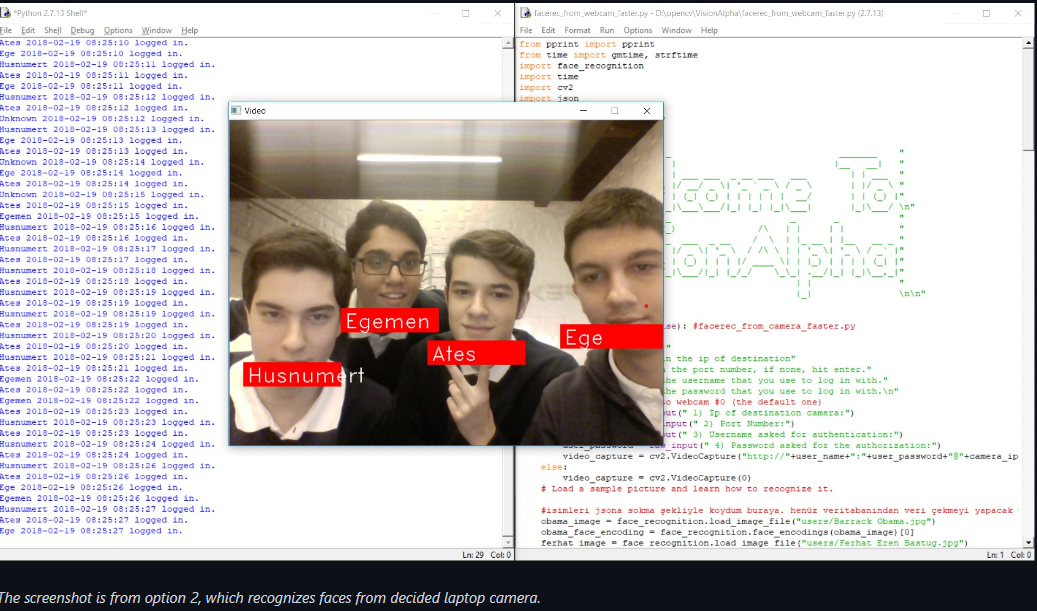 *Python 2.7.13 Shell*
File Edit Shell Debug Options Window Help
Ates 2018-02-19 08:25:10 logged in.
Ege 2018-02-19 08:25:10 logged in.
Husnumert 2018-02-19 08:25:11 logged in.
Ates 2018-02-19 08:25:11 logged in.
Ege 2018-02-19 08:25:11 logged in.
Husnumert 2018-02-19 08:25:12 logged in.
Ates 2018-02-19 08:25:12 logged in.
Unknown 2018-02-19 08:25:12 logged in.
Husnumert 2018-02-19 08:25:13 logged in.
Ege 2018-02-19 08:25:13 logged in.
Ates 2018-02-19 08:25:13 logged in.
Unknown 2018-02-19 08:25:14 logged in.
Ege 2018-02-19 08:25:14 logged in.
Ates 2018-02-19 08:25:14 logged in.
Unknown 2018-02-19 08:25:15 logged in.
Ates 2018-02-19 08:25:15 logged in.
Egemen 2018-02-19 08:25:15 logged in.
Husnumert 2018-02-19 08:25:16 logged in.
Ates 2018-02-19 08:25:16 logged in.
Husnumert 2018-02-19 08:25:17 logged in.
Ates 2018-02-19 08:25:17 logged in.
Husnumert 2018-02-19 08:25:18 logged in.
Ates 2018-02-19 08:25:18 logged in.
Husnumert 2018-02-19 08:25:19 logged in.
Ates 2018-02-19 08:25:19 logged in.
Husnumert 2018-02-19 08:25:19 logged in.
Ates 2018-02-19 08:25:19 logged in.
Husnumert 2018-02-19 08:25:20 logged in.
Ates 2018-02-19 08:25:20 logged in.
Husnumert 2018-02-19 08:25:21 logged in.
Ates 2018-02-19 08:25:21 logged in.
Egemen 2018-02-19 08:25:22 logged in.
Ates 2018-02-19 08:25:22 logged in.
Egemen 2018-02-19 08:25:22 logged in.
Ates 2018-02-19 08:25:23 logged in.
Husnumert 2018-02-19 08:25:23 logged in.
Ates 2018-02-19 08:25:23 logged in.
Husnumert 2018-02-19 08:25:24 logged in.
Ates 2018-02-19 08:25:24 logged in.
Husnumert 2018-02-19 08:25:26 logged in.
Ates 2018-02-19 08:25:26 logged in.
Ege 2018-02-19 08:25:26 logged in.
Egemen 2018-02-19 08:25:26 logged in.
Husnumert 2018-02-19 08:25:27 logged in.
Ates 2018-02-19 08:25:27 logged in.
Ege 2018-02-19 08:25:27 logged in.
Ln: 29 Col: 0
Video
Egemen
Ege
Ates
Husnumert
facerec_from_webcam_faster.py - D:\opencv\VisionAlpha\facerec_from_webcam_faster.py (2.7.13)
File Edit Format Run Options Window Help
from pprint import pprint
from time import gmtime, strftime
import face_recognition
import time
import cv2
import json
\n"
\n\n"
se): #facerec_from_camera_faster.py
"
n the ip of destination"
the port number, if none, hit enter."
the username that you use to log in with."
the password that you use to log in with.\n"
to webcam #0 (the default one)
put(" 1) Ip of destination camera:")
input(" 2) Port Number:")
put(" 3) Username asked for authentication:")
_input(" 4) Password asked for the authorization:")
video_capture = cv2.VideoCapture("http://"+user_name+":"+user_password+"@"+camera_ip
else:
video_capture = cv2.VideoCapture(0)
# Load a sample picture and learn how to recognize it.
#isimleri jsona sokma şekliyle koydum buraya. henüz veritabanından veri çekmeyi yapacak
obama_image = face_recognition.load_image_file("users/Barrack Obama.jpg")
obama_face_encoding = face_recognition.face_encodings(obama_image)[0]
ferhat_image = face_recognition.load_image_file("users/Ferhat Eren Bastug.jpg")
Ln: 1 Col: 0
The screenshot is from option 2, which recognizes faces from decided laptop camera.